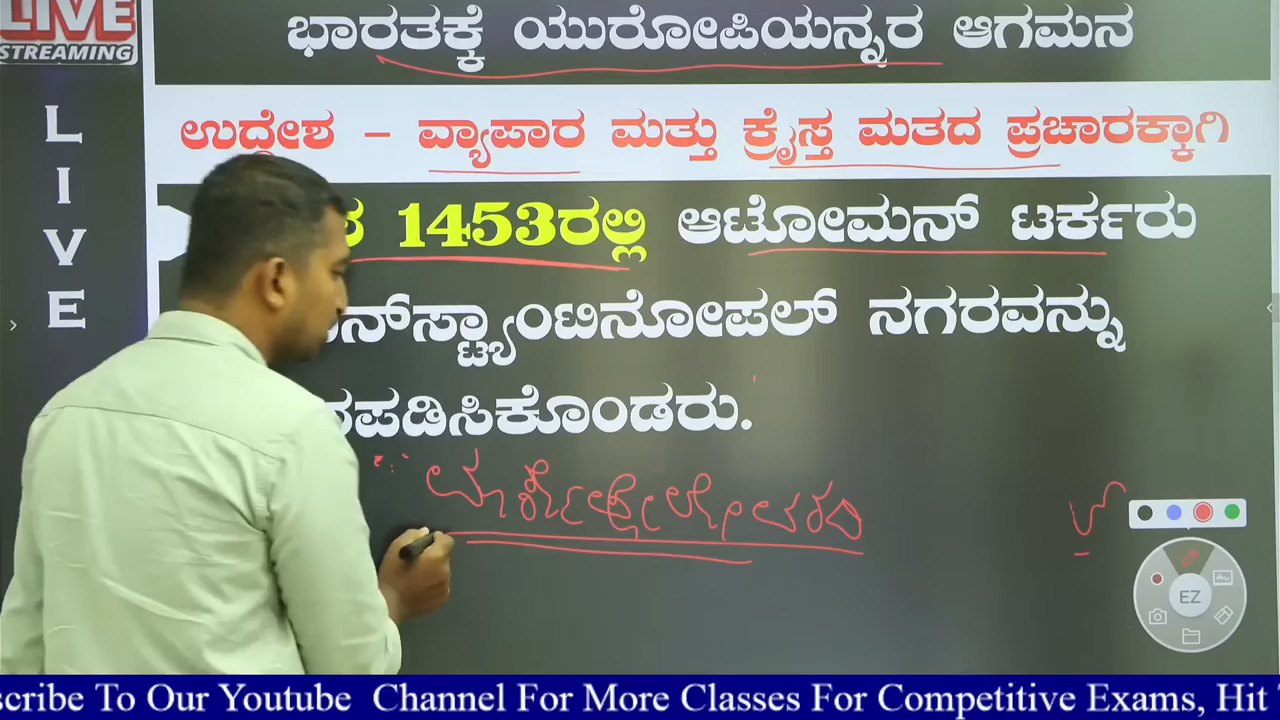 LIVE
STREAMING
L
I
V
E
ಭಾರತಕ್ಕೆ ಯುರೋಪಿಯನ್ನರ ಆಗಮನ
ಉದ್ದೇಶ – ವ್ಯಾಪಾರ ಮತ್ತು ಕ್ರೈಸ್ತ ಮತದ ಪ್ರಚಾರಕ್ಕಾಗಿ
1453ರಲ್ಲಿ ಆಟೋಮನ್ ಟರ್ಕರು
ನ್‌ಸ್ಟ್ಯಾಂಟಿನೋಪಲ್ ನಗರವನ್ನು
ಪಡಿಸಿಕೊಂಡರು.
EZ
scribe To Our Youtube Channel For More Classes For Competitive Exams, Hit